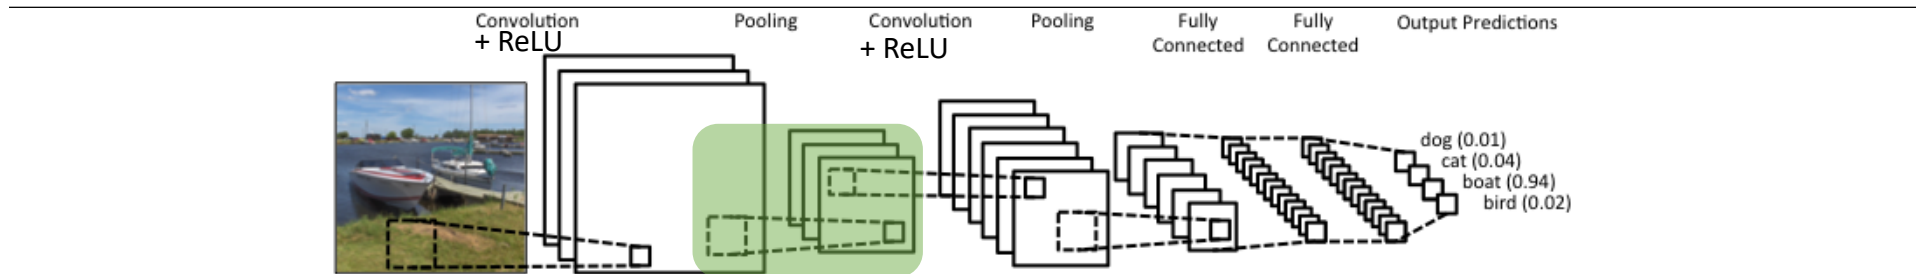 Convolution
+ ReLU
Pooling
Convolution
+ ReLU
Pooling
Fully
Connected
Fully
Connected
Output Predictions
dog (0.01)
cat (0.04)
boat (0.94)
bird (0.02)